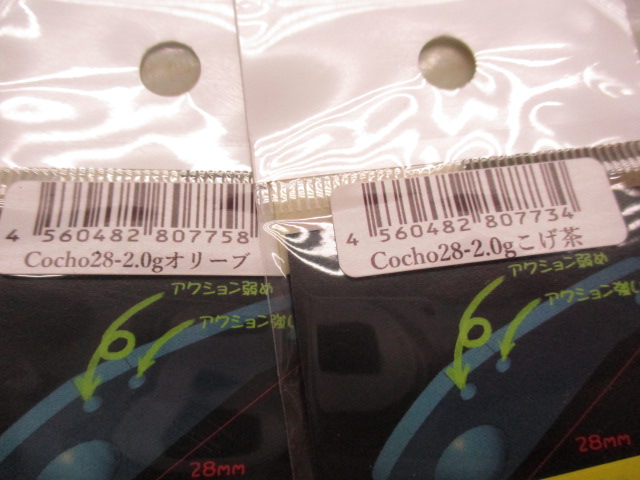 4 560482 807758
Cocho28-2.0gオリーブ
アクション弱め
アクション強し
28mm
4 560482 807734
Cocho28-2.0gこげ茶
アクション弱め
アクション強
28mm